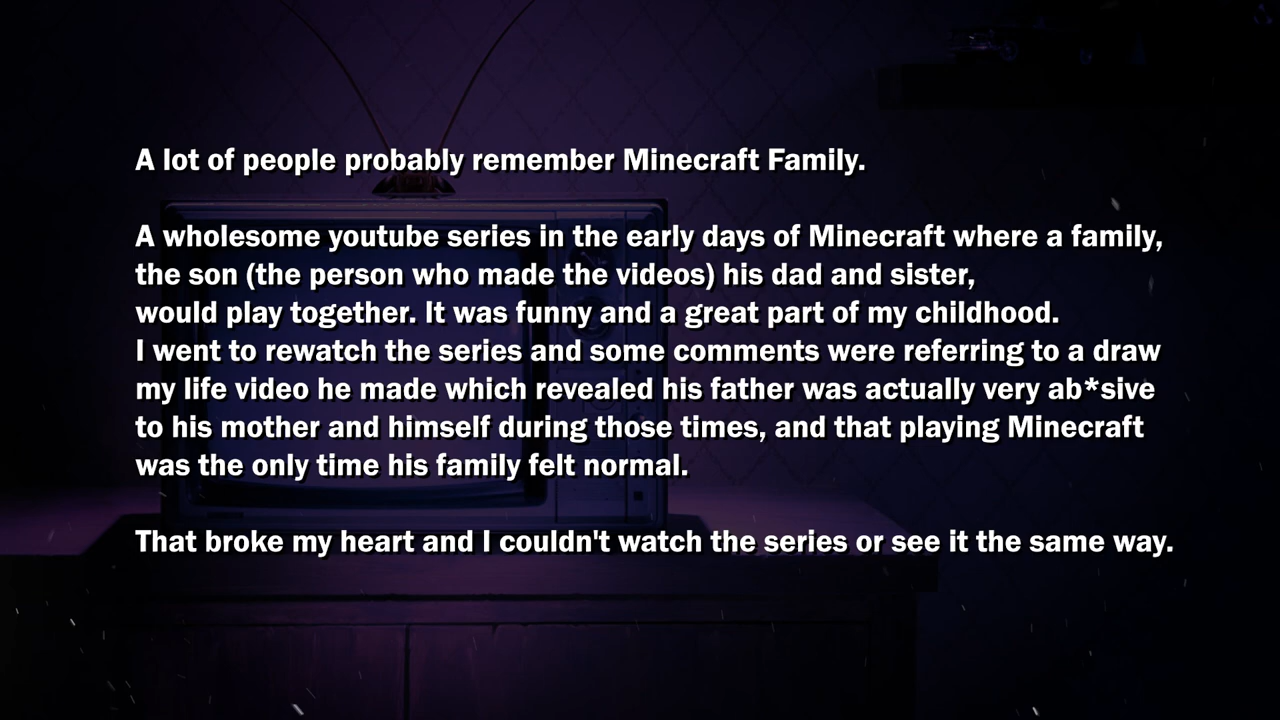 A lot of people probably remember Minecraft Family.
A wholesome youtube series in the early days of Minecraft where a family,
the son (the person who made the videos) his dad and sister,
would play together. It was funny and a great part of my childhood.
I went to rewatch the series and some comments were referring to a draw
my life video he made which revealed his father was actually very ab*sive
to his mother and himself during those times, and that playing Minecraft
was the only time his family felt normal.
That broke my heart and I couldn't watch the series or see it the same way.